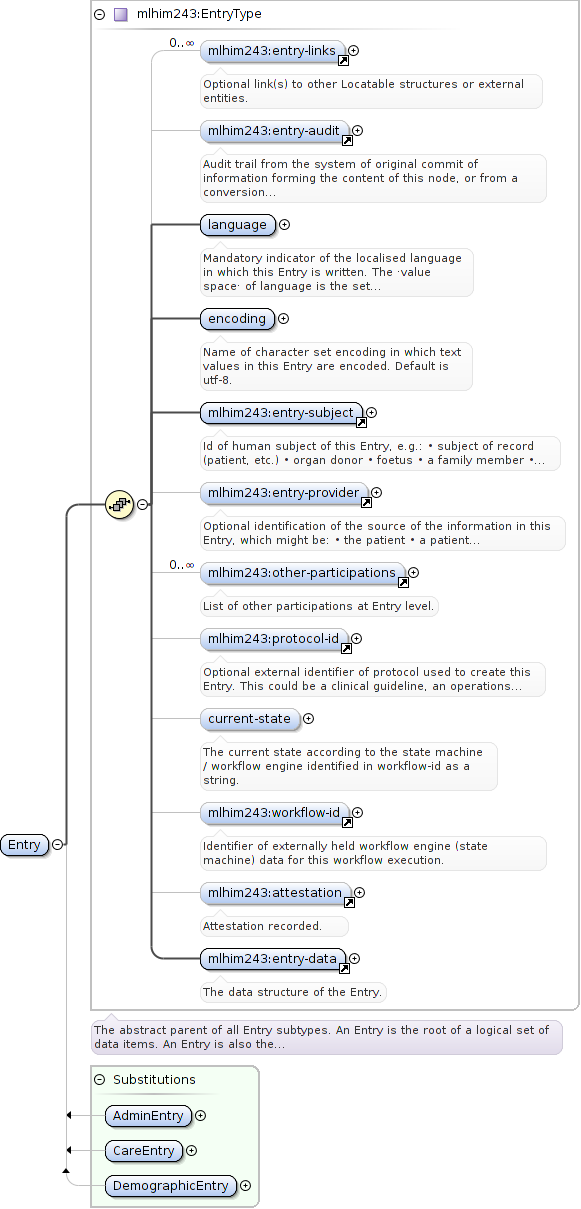 mlhim243:EntryType
0..∞
mlhim243:entry-links
Optional link(s) to other Locatable structures or external
entities.
mlhim243:entry-audit
Audit trail from the system of original commit of
information forming the content of this node, or from a
conversion...
language
Mandatory indicator of the localised language
in which this Entry is written. The ·value
space· of language is the set...
encoding
Name of character set encoding in which text
values in this Entry are encoded. Default is
utf-8.
mlhim243:entry-subject
Id of human subject of this Entry, e.g.: • subject of record
(patient, etc.) • organ donor • foetus • a family member •...
mlhim243:entry-provider
Optional identification of the source of the information in this
Entry, which might be: • the patient • a patient...
0..∞
mlhim243:other-participations
List of other participations at Entry level.
mlhim243:protocol-id
Optional external identifier of protocol used to create this
Entry. This could be a clinical guideline, an operations...
current-state
The current state according to the state machine
/ workflow engine identified in workflow-id as a
string.
mlhim243:workflow-id
Identifier of externally held workflow engine (state
machine) data for this workflow execution.
Entry
mlhim243:attestation
Attestation recorded.
mlhim243:entry-data
The data structure of the Entry.
The abstract parent of all Entry subtypes. An Entry is the root of a logical set of
data items. An Entry is also the...
Substitutions
AdminEntry
CareEntry
DemographicEntry